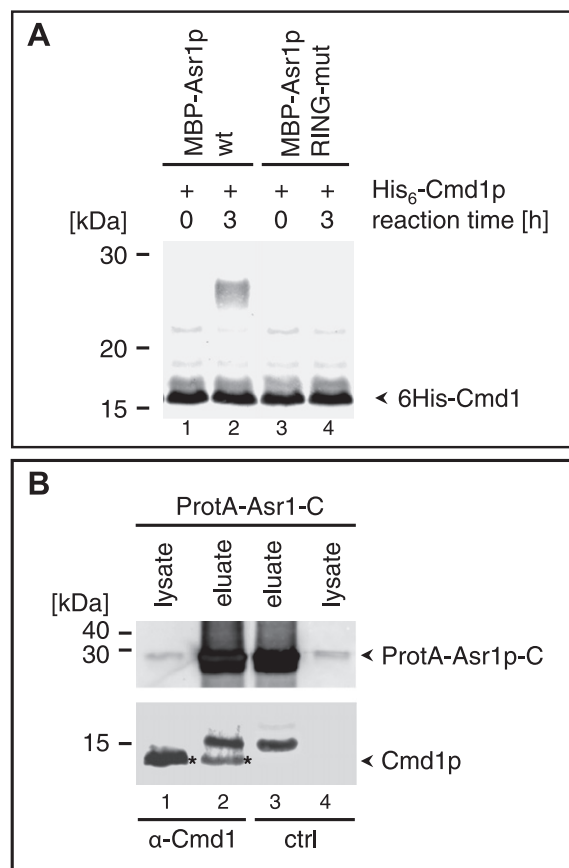 A
MBP-Asr1p
wt
MBP-Asr1p
RING-mut
+ + + + His₆-Cmd1p
[kDa] 0 3 0 3 reaction time [h]
30 –
20 –
15 –
6His-Cmd1
1 2 3 4
B
ProtA-Asr1-C
lysate eluate eluate lysate
[kDa]
40 –
30 –
ProtA-Asr1p-C
15 –
* * Cmd1p
1 2 3 4
α-Cmd1 ctrl